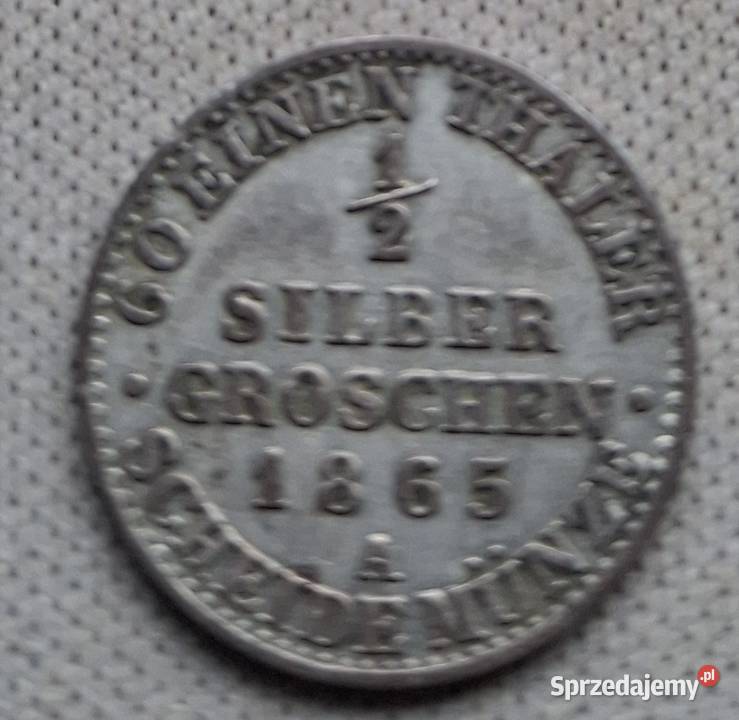 60 EINEN THALER
1/2
SILBER
GROSCHEN
1865
A
SCHEIDEMÜNZE
Sprzedajemy.pl